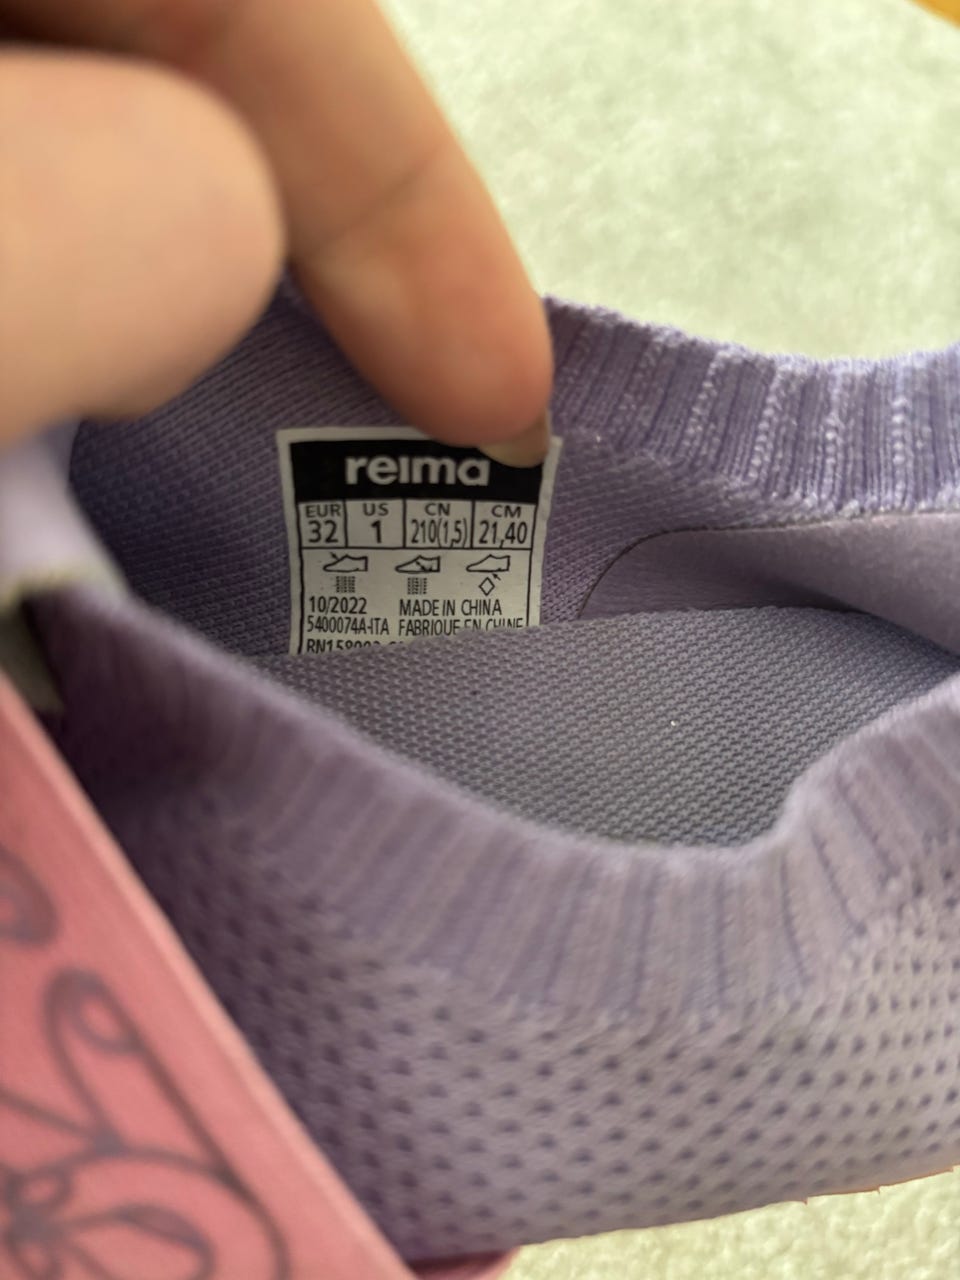 reima
EUR US CN CM
32 1 210(1,5) 21,40
10/2022 MADE IN CHINA
5400074A-ITA FABRIQUE EN CHINE